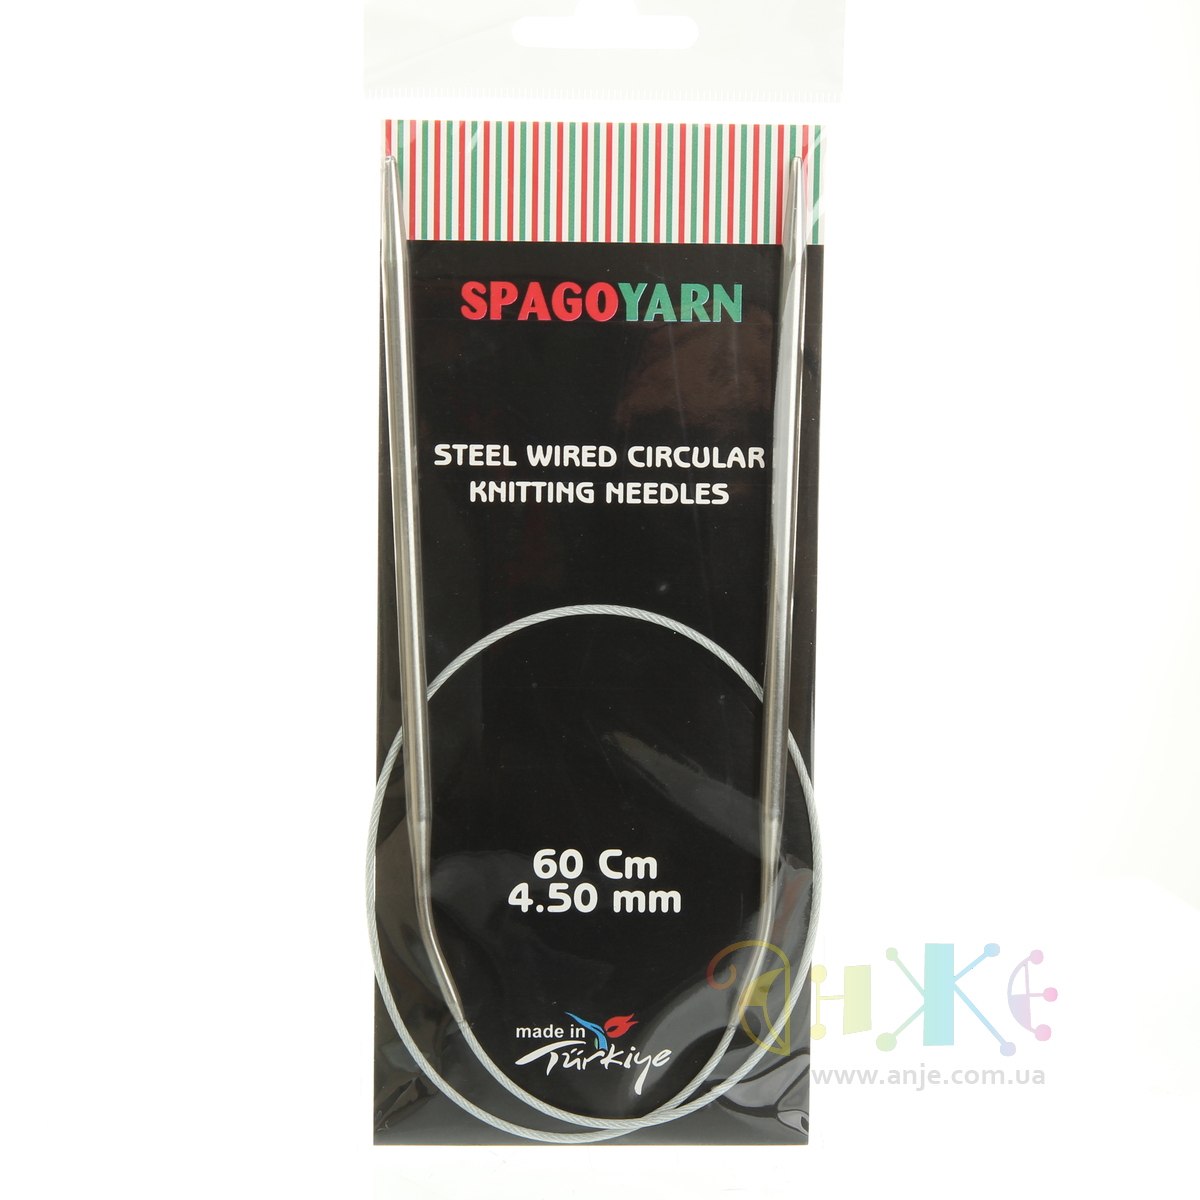 SPAGOYARN
STEEL WIRED CIRCULAR
KNITTING NEEDLES
60 Cm
4.50 mm
made in
Türkiye
АНЖЕ
www.anje.com.ua